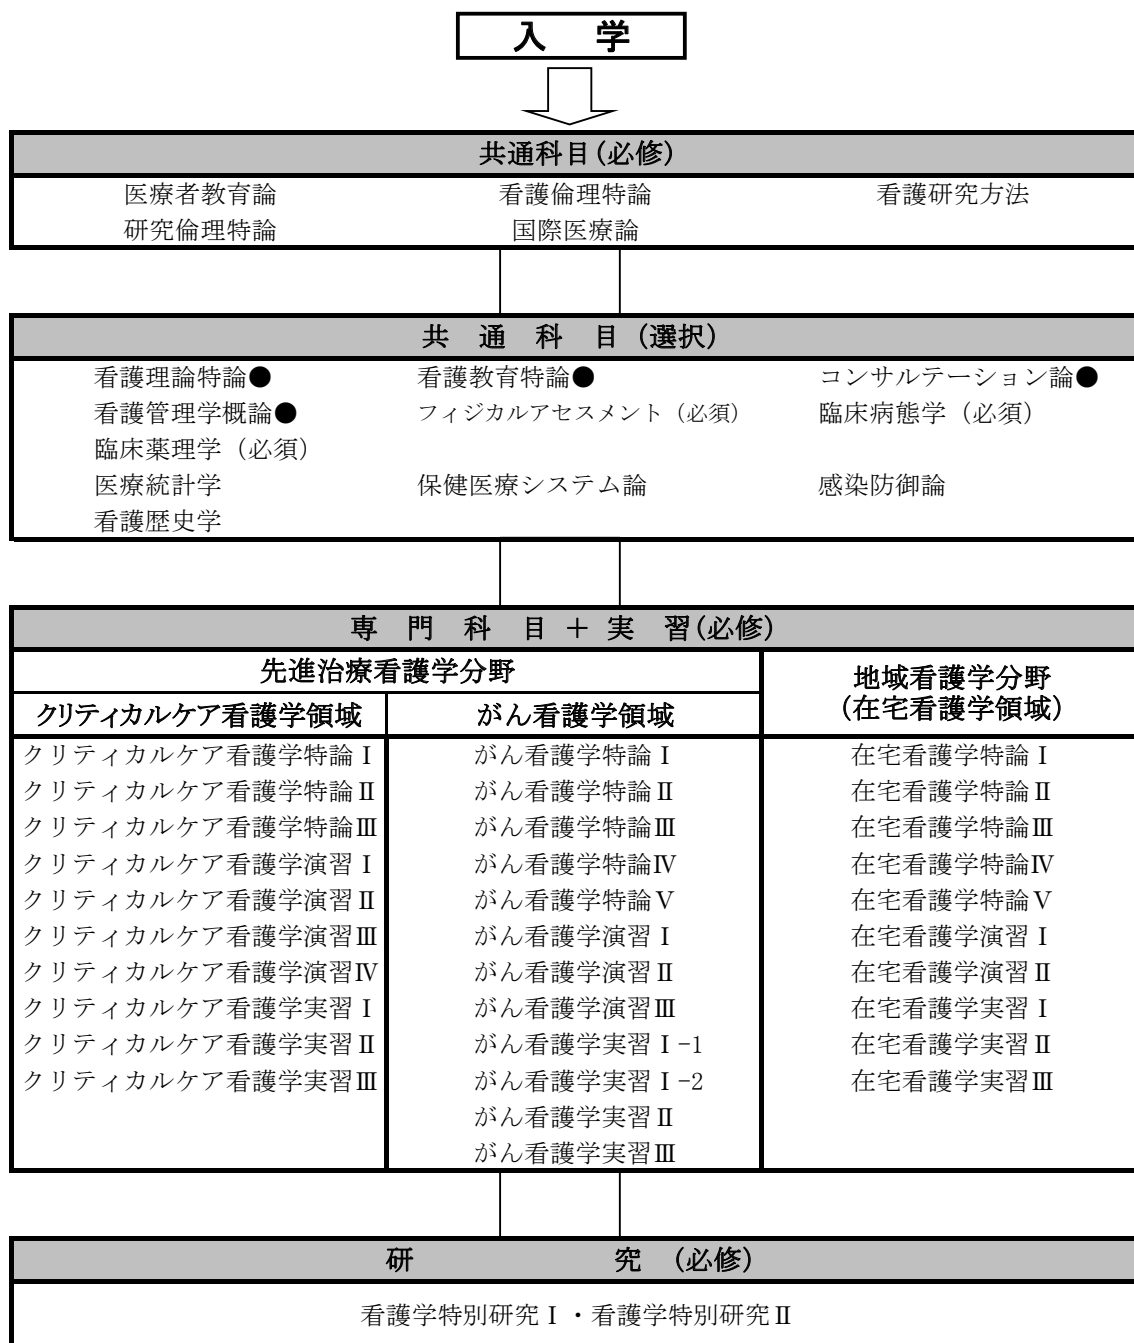 入 学
共通科目(必修)
医療者教育論 看護倫理特論 看護研究方法
研究倫理特論 国際医療論
共 通 科 目 (選択)
看護理論特論● 看護教育特論● コンサルテーション論●
看護管理学概論● フィジカルアセスメント（必須） 臨床病態学（必須）
臨床薬理学（必須）
医療統計学 保健医療システム論 感染防御論
看護歴史学
専 門 科 目 ＋ 実 習(必修)
先進治療看護学分野
地域看護学分野
(在宅看護学領域)
クリティカルケア看護学領域 がん看護学領域
クリティカルケア看護学特論Ⅰ がん看護学特論Ⅰ 在宅看護学特論Ⅰ
クリティカルケア看護学特論Ⅱ がん看護学特論Ⅱ 在宅看護学特論Ⅱ
クリティカルケア看護学特論Ⅲ がん看護学特論Ⅲ 在宅看護学特論Ⅲ
クリティカルケア看護学演習Ⅰ がん看護学特論Ⅳ 在宅看護学特論Ⅳ
クリティカルケア看護学演習Ⅱ がん看護学特論Ⅴ 在宅看護学特論Ⅴ
クリティカルケア看護学演習Ⅲ がん看護学演習Ⅰ 在宅看護学演習Ⅰ
クリティカルケア看護学演習Ⅳ がん看護学演習Ⅱ 在宅看護学演習Ⅱ
クリティカルケア看護学実習Ⅰ がん看護学演習Ⅲ 在宅看護学実習Ⅰ
クリティカルケア看護学実習Ⅱ がん看護学実習Ⅰ-1 在宅看護学実習Ⅱ
クリティカルケア看護学実習Ⅲ がん看護学実習Ⅰ-2 在宅看護学実習Ⅲ
がん看護学実習Ⅱ
がん看護学実習Ⅲ
研 究 (必修)
看護学特別研究Ⅰ・看護学特別研究Ⅱ